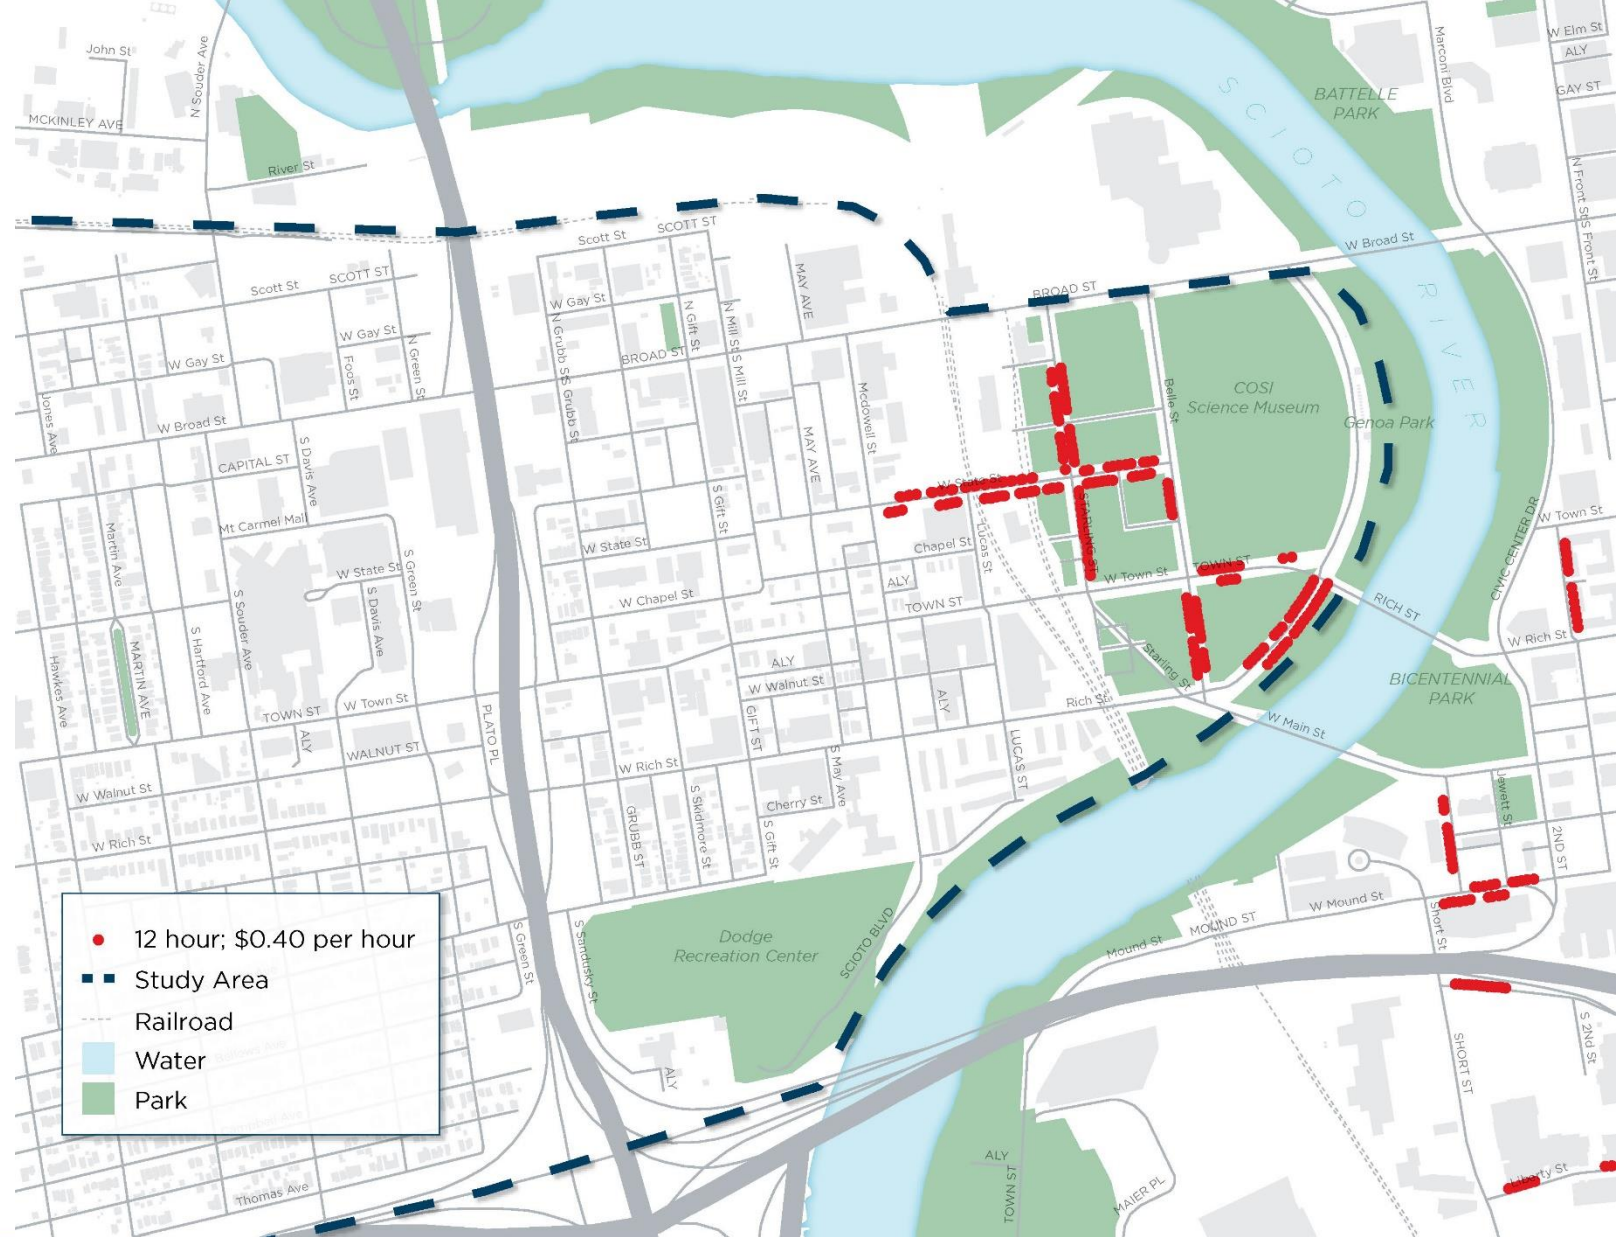 John St
N Souder Ave
MCKINLEY AVE
River St
Marconi Blvd
W Elm St
ALY
GAY ST
BATTELLE
PARK
SCIOTO
RIVER
N Front St
S Front St
W Broad St
Scott St
SCOTT ST
Scott St
SCOTT ST
BROAD ST
W Gay St
N Gift St
N Mill St
S Mill St
MAY AVE
N Grubb St
S Grubb St
BROAD ST
W Gay St
Foos St
N Green St
W Gay St
Jones Ave
W Broad St
Mcdowell St
MAY AVE
Belle St
COSI
Science Museum
Genoa Park
CAPITAL ST
S Davis Ave
W State St
STARLING ST
S Gift St
Mt Carmel Mall
Martin Ave
W State St
Chapel St
Lucas St
W Town St
CIVIC CENTER DR
W State St
S Green St
S Davis Ave
S Souder Ave
W Chapel St
ALY
TOWN ST
W Town St
TOWN ST
RICH ST
W Rich St
S Hartford Ave
MARTIN AVE
Hawkes Ave
ALY
W Walnut St
Starling St
BICENTENNIAL
PARK
TOWN ST
W Town St
ALY
WALNUT ST
PLATO PL
GIFT ST
ALY
Rich St
W Main St
LUCAS ST
W Walnut St
W Rich St
S May Ave
Cherry St
S Skidmore St
GRUBB ST
S Gift St
Jewett St
2ND ST
W Rich St
12 hour; $0.40 per hour
Study Area
Railroad
Water
Park
S Green St
S Sandusky St
Dodge
Recreation Center
SCIOTO BLVD
Mound St
MOUND ST
W Mound St
Short St
SHORT ST
S 2Nd St
ALY
ALY
TOWN ST
MAIER PL
Liberty St
Thomas Ave